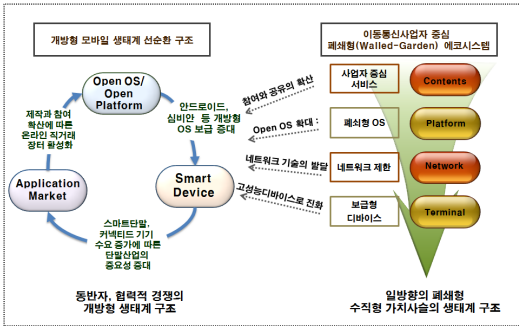 개방형 모바일 생태계 선순환 구조
이동통신사업자 중심
폐쇄형(Walled-Garden) 에코시스템
Open OS/
Open
Platform
안드로이드,
심비안 등 개방형
OS 보급 증대
제작과 참여
확산에 따른
온라인 직거래
장터 활성화
Application
Market
Smart
Device
스마트단말,
커넥티드 기기
수요 증가에 따른
단말산업의
중요성 증대
동반자, 협력적 경쟁의
개방형 생태계 구조
참여와 공유의 확산
Open OS 확대 :
네트워크 기술의 발달
고성능디바이스로 진화
사업자 중심
서비스
폐쇠형 OS
네트워크 제한
보급형
디바이스
Contents
Platform
Network
Terminal
일방향의 폐쇄형
수직형 가치사슬의 생태계 구조